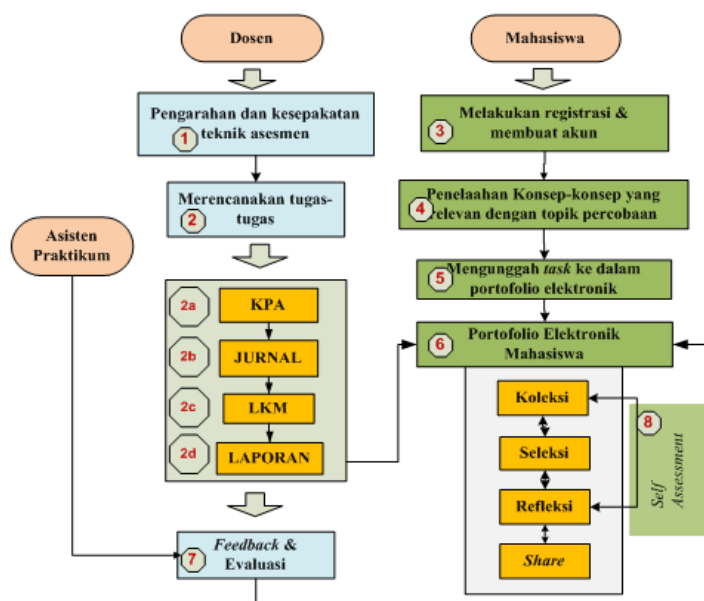 Dosen
Mahasiswa
Pengarahan dan kesepakatan
teknik asesmen
1
Merencanakan tugas-
tugas
2
Asisten
Praktikum
2a
KPA
2b
JURNAL
2c
LKM
2d
LAPORAN
Feedback &
Evaluasi
7
Melakukan registrasi &
membuat akun
3
Penelaahan Konsep-konsep yang
relevan dengan topik percobaan
4
Mengunggah task ke dalam
portofolio elektronik
5
Portofolio Elektronik
Mahasiswa
6
Koleksi
Seleksi
Refleksi
Share
8
Self
Assessment